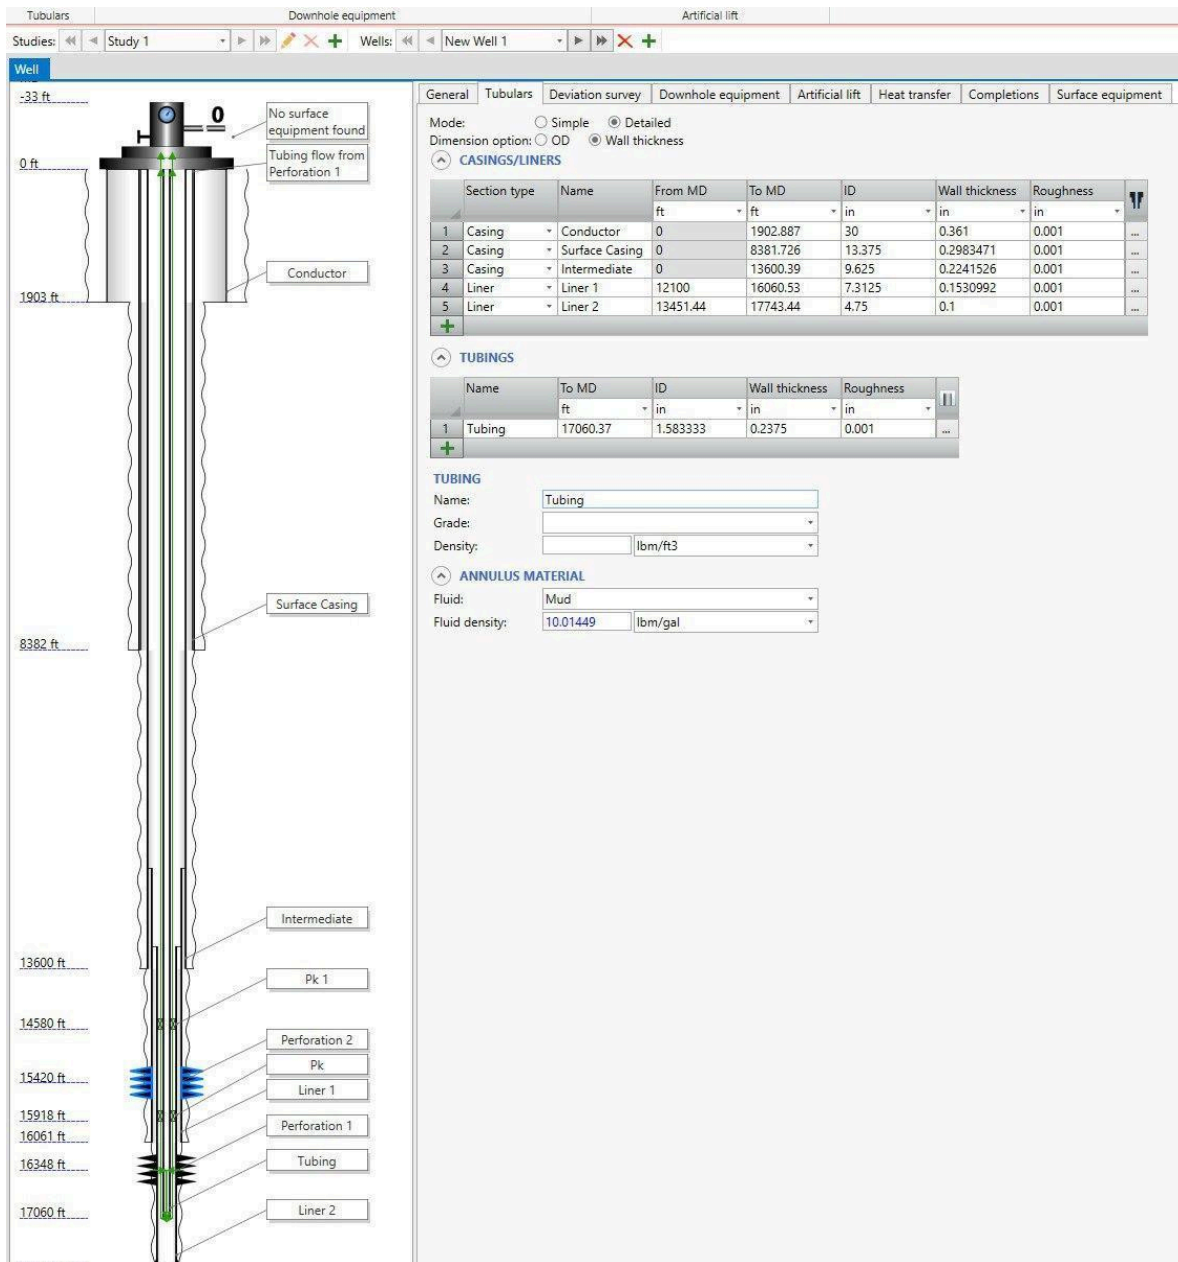 Tubulars Downhole equipment Artificial lift
Studies: Study 1 Wells: New Well 1
Well
-33 ft
0 ft
1903 ft
8382 ft
13600 ft
14580 ft
15420 ft
15918 ft
16061 ft
16348 ft
17060 ft
0
No surface
equipment found
Tubing flow from
Perforation 1
Conductor
Surface Casing
Intermediate
Pk 1
Perforation 2
Pk
Liner 1
Perforation 1
Tubing
Liner 2
General Tubulars Deviation survey Downhole equipment Artificial lift Heat transfer Completions Surface equipment
Mode: Simple Detailed
Dimension option: OD Wall thickness
CASINGS/LINERS
Section type Name From MD To MD ID Wall thickness Roughness
ft ft in in in
1 Casing Conductor 0 1902.887 30 0.361 0.001 ...
2 Casing Surface Casing 0 8381.726 13.375 0.2983471 0.001 ...
3 Casing Intermediate 0 13600.39 9.625 0.2241526 0.001 ...
4 Liner Liner 1 12100 16060.53 7.3125 0.1530992 0.001 ...
5 Liner Liner 2 13451.44 17743.44 4.75 0.1 0.001 ...
TUBINGS
Name To MD ID Wall thickness Roughness
ft in in in
1 Tubing 17060.37 1.583333 0.2375 0.001 ...
TUBING
Name: Tubing
Grade:
Density: lbm/ft3
ANNULUS MATERIAL
Fluid: Mud
Fluid density: 10.01449 lbm/gal